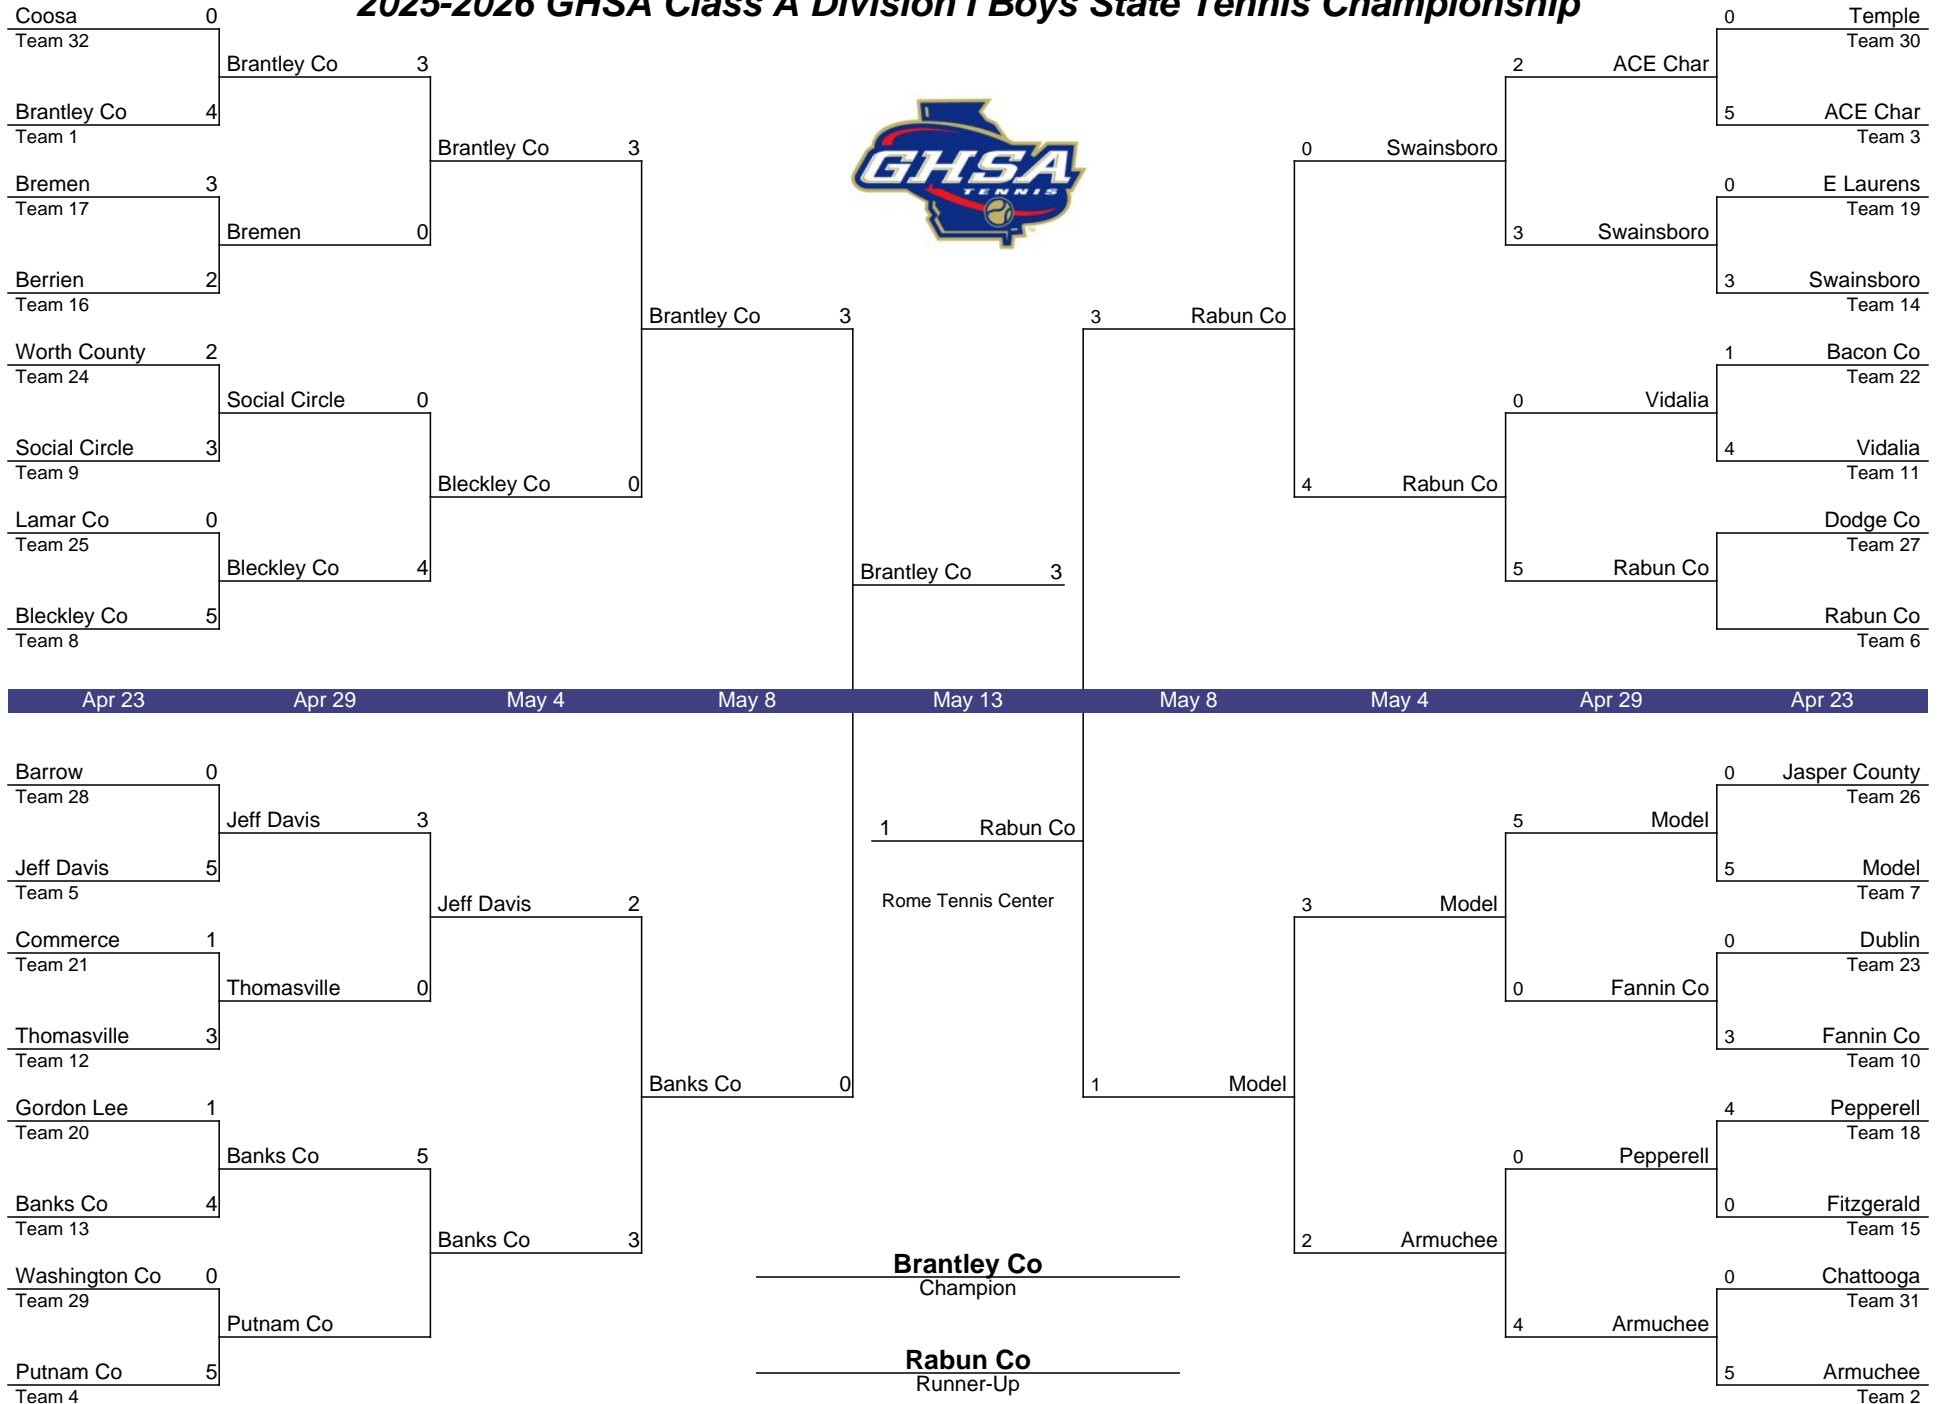 2025-2026 GHSA Class A Division I Boys State Tennis Championship
Coosa 0
Team 32
Brantley Co 4
Team 1
Bremen 3
Team 17
Berrien 2
Team 16
Worth County 2
Team 24
Social Circle 3
Team 9
Lamar Co 0
Team 25
Bleckley Co 5
Team 8
Brantley Co 3
Bremen 0
Social Circle 0
Bleckley Co 4
Brantley Co 3
Bleckley Co 0
Brantley Co 3
Brantley Co 3
GHSA
TENNIS
3 Rabun Co
0 Swainsboro
4 Rabun Co
2 ACE Char
3 Swainsboro
0 Vidalia
5 Rabun Co
0 Temple
Team 30
5 ACE Char
Team 3
0 E Laurens
Team 19
3 Swainsboro
Team 14
1 Bacon Co
Team 22
4 Vidalia
Team 11
Dodge Co
Team 27
Rabun Co
Team 6
Apr 23 Apr 29 May 4 May 8 May 13 May 8 May 4 Apr 29 Apr 23
Barrow 0
Team 28
Jeff Davis 5
Team 5
Commerce 1
Team 21
Thomasville 3
Team 12
Gordon Lee 1
Team 20
Banks Co 4
Team 13
Washington Co 0
Team 29
Putnam Co 5
Team 4
Jeff Davis 3
Thomasville 0
Banks Co 5
Putnam Co
Jeff Davis 2
Banks Co 3
Banks Co 0
1 Rabun Co
Rome Tennis Center
1 Model
3 Model
2 Armuchee
5 Model
0 Fannin Co
0 Pepperell
4 Armuchee
0 Jasper County
Team 26
5 Model
Team 7
0 Dublin
Team 23
3 Fannin Co
Team 10
4 Pepperell
Team 18
0 Fitzgerald
Team 15
0 Chattooga
Team 31
5 Armuchee
Team 2
Brantley Co
Champion
Rabun Co
Runner-Up